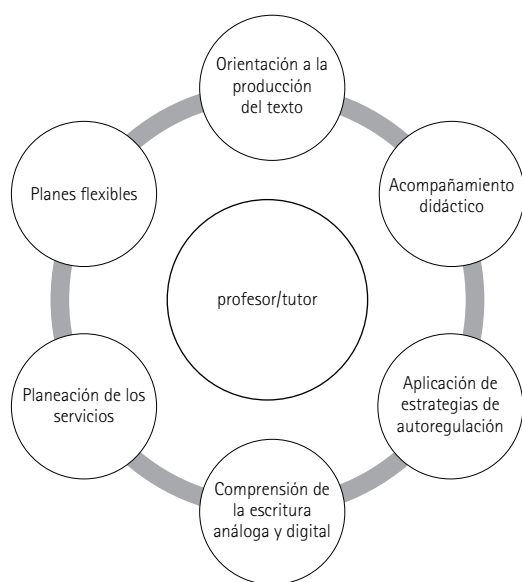 Orientación a la
producción
del texto
Acompañamiento
didáctico
Aplicación de
estrategias de
autoregulación
Comprensión de
la escritura
análoga y digital
Planeación de los
servicios
Planes flexibles
profesor/tutor